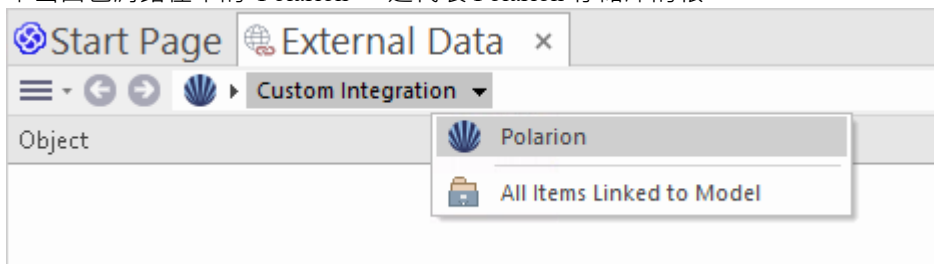 Start Page External Data ×
Custom Integration
Object
Polarion
All Items Linked to Model